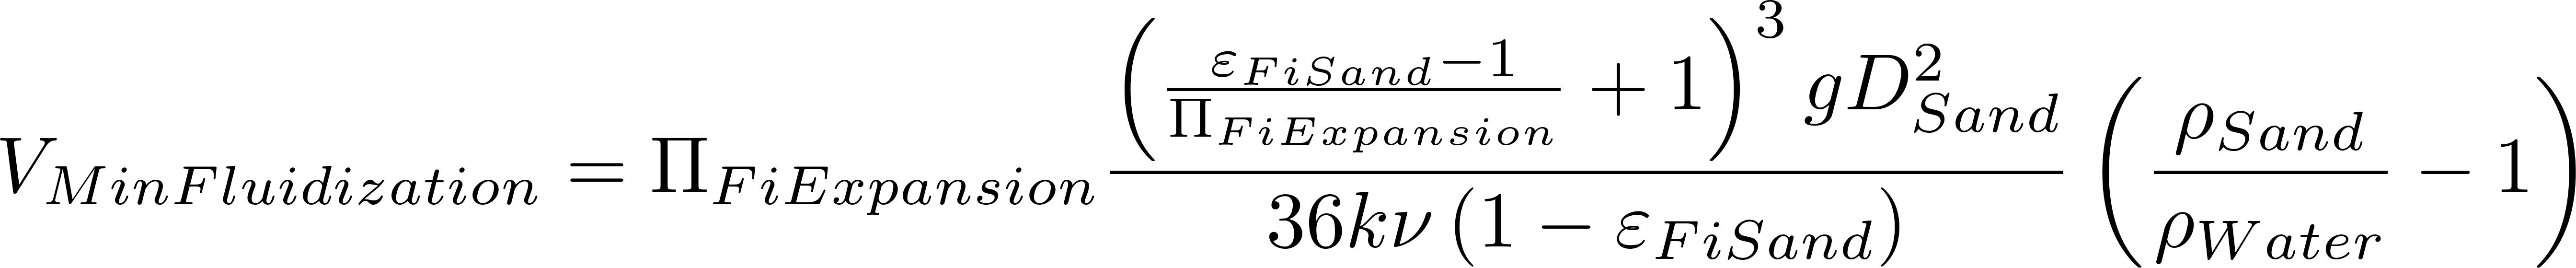 V_{MinFluidization} = \Pi_{FiExpansion} \frac{\left( \frac{\varepsilon_{FiSand} - 1}{\Pi_{FiExpansion}} + 1 \right)^3 g D_{Sand}^2}{36 k \nu \left( 1 - \varepsilon_{FiSand} \right)} \left( \frac{\rho_{Sand}}{\rho_{Water}} - 1 \right)